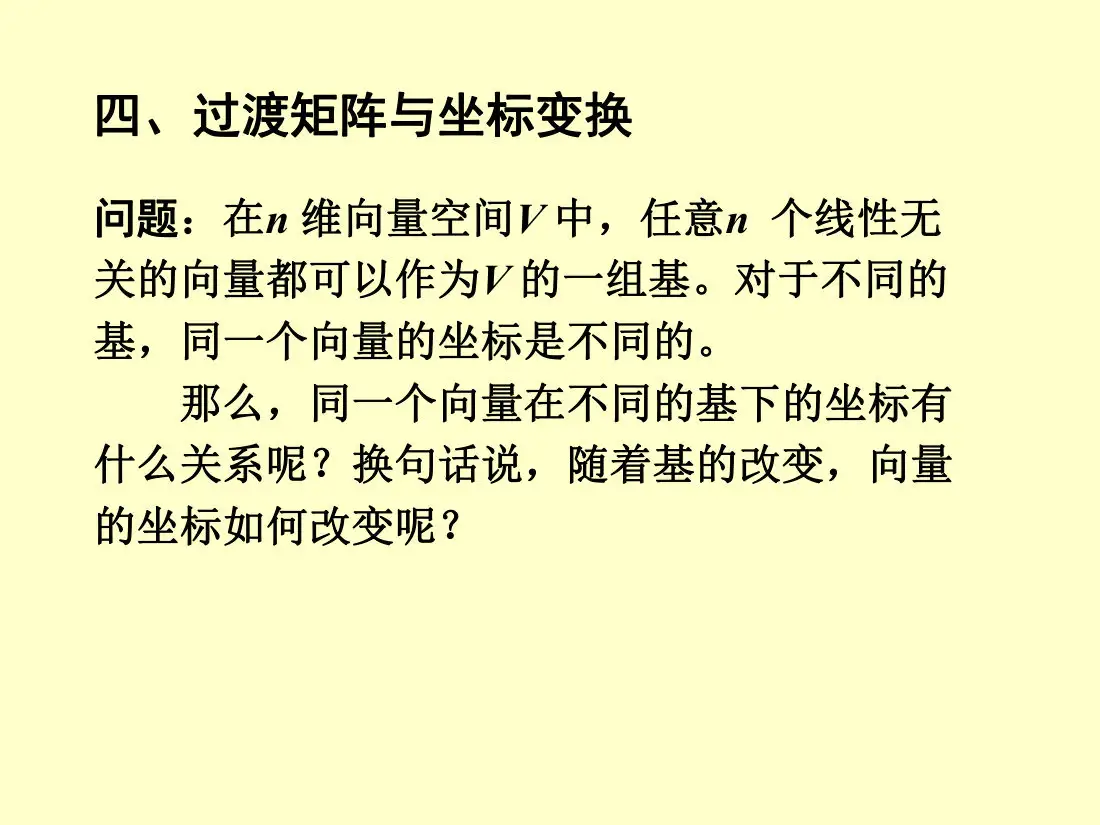 四、过渡矩阵与坐标变换
问题：在n 维向量空间V 中，任意n 个线性无
关的向量都可以作为V 的一组基。对于不同的
基，同一个向量的坐标是不同的。
那么，同一个向量在不同的基下的坐标有
什么关系呢？换句话说，随着基的改变，向量
的坐标如何改变呢？